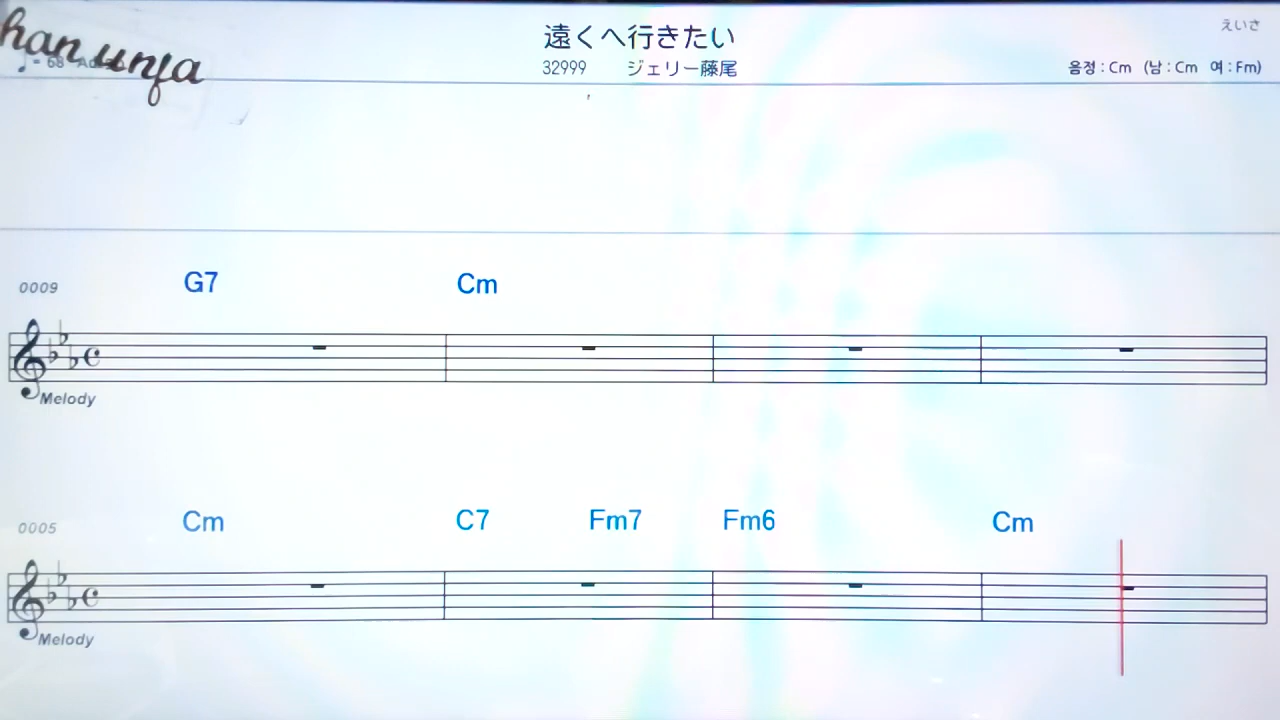 han unja
えいさ
遠くへ行きたい
♩= 68
32999 ジェリー藤尾
음정 : Cm (남 : Cm 여 : Fm)
0009 G7 Cm
Melody
0005 Cm C7 Fm7 Fm6 Cm
Melody